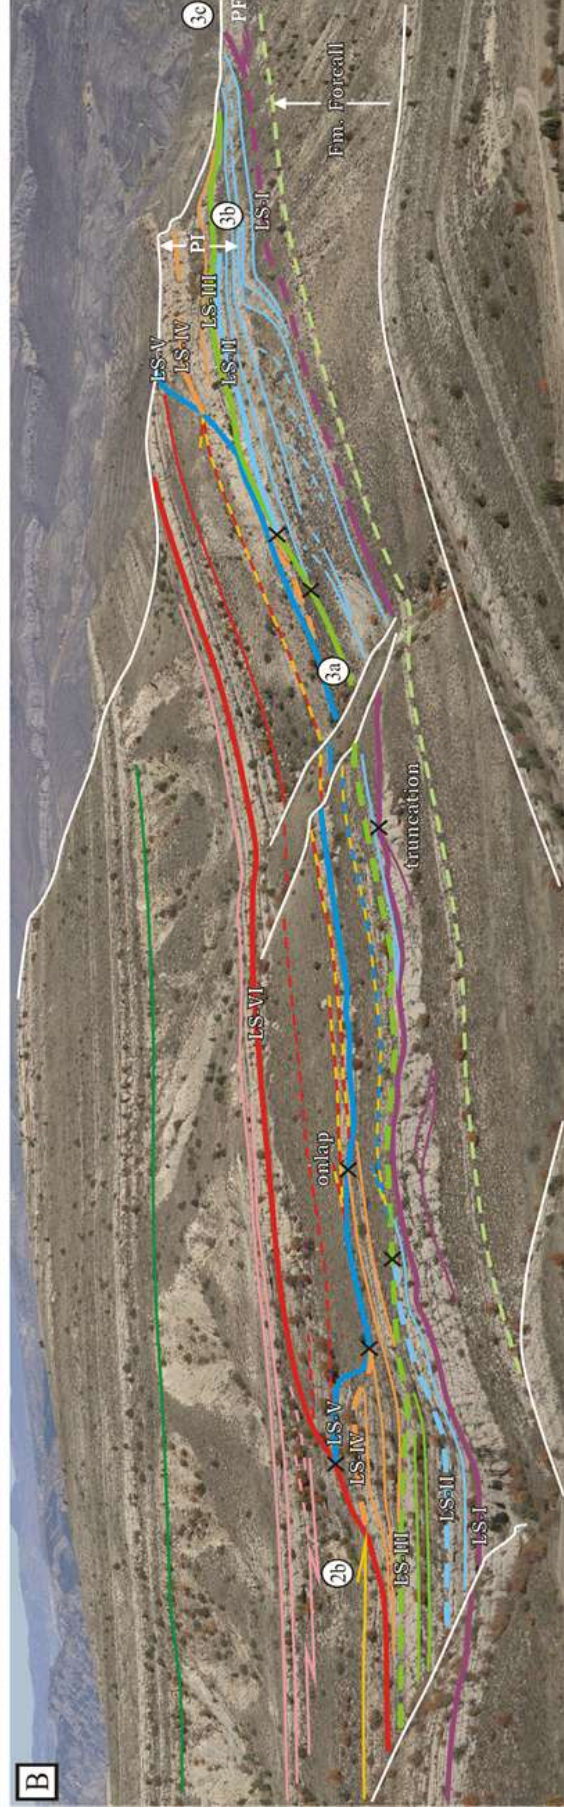 B
3c
PF
Fm. Forcall
LS-I
3b
PI
LS-III
LS-II
LS-IV
LS-V
3a
truncation
LS-VI
onlap
LS-V
LS-IV
2b
LS-III
LS-II
LS-I